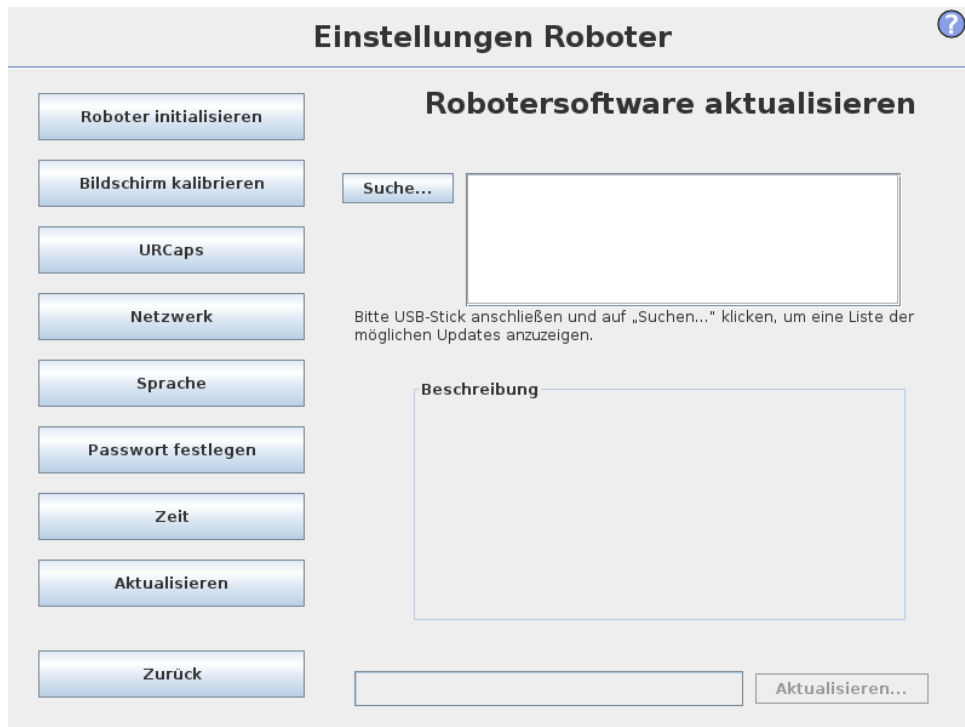 Einstellungen Roboter
?
Roboter initialisieren
Bildschirm kalibrieren
URCaps
Netzwerk
Sprache
Passwort festlegen
Zeit
Aktualisieren
Zurück
Robotersoftware aktualisieren
Suche...
Bitte USB-Stick anschließen und auf „Suchen..." klicken, um eine Liste der
möglichen Updates anzuzeigen.
Beschreibung
Aktualisieren...